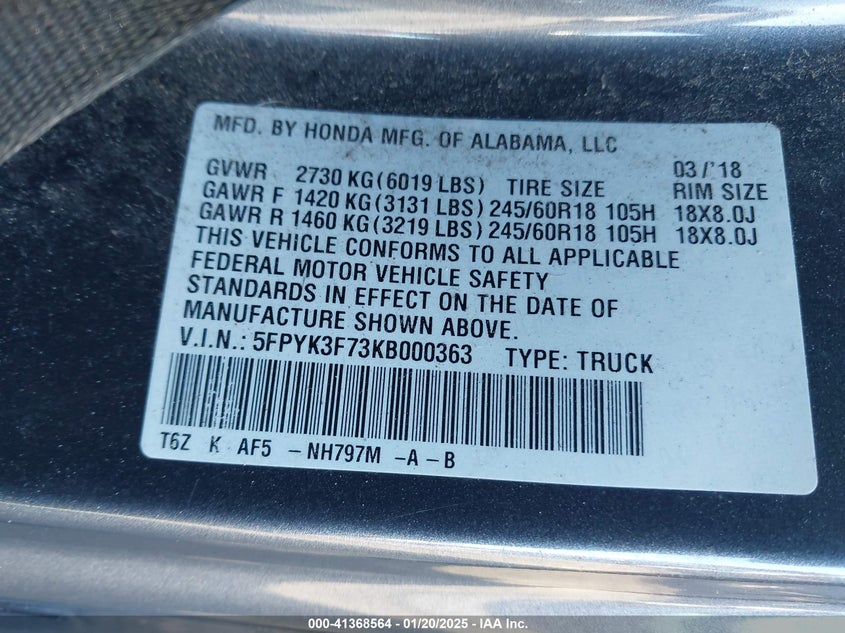 MFD. BY HONDA MFG. OF ALABAMA, LLC
03/'18
GVWR 2730 KG(6019 LBS) TIRE SIZE RIM SIZE
GAWR F 1420 KG(3131 LBS) 245/60R18 105H 18X8.0J
GAWR R 1460 KG(3219 LBS) 245/60R18 105H 18X8.0J
THIS VEHICLE CONFORMS TO ALL APPLICABLE
FEDERAL MOTOR VEHICLE SAFETY
STANDARDS IN EFFECT ON THE DATE OF
MANUFACTURE SHOWN ABOVE.
V.I.N.: 5FPYK3F73KB000363 TYPE: TRUCK
T6Z K AF5 -NH797M -A-B
000-41368564 - 01/20/2025 - IAA Inc.